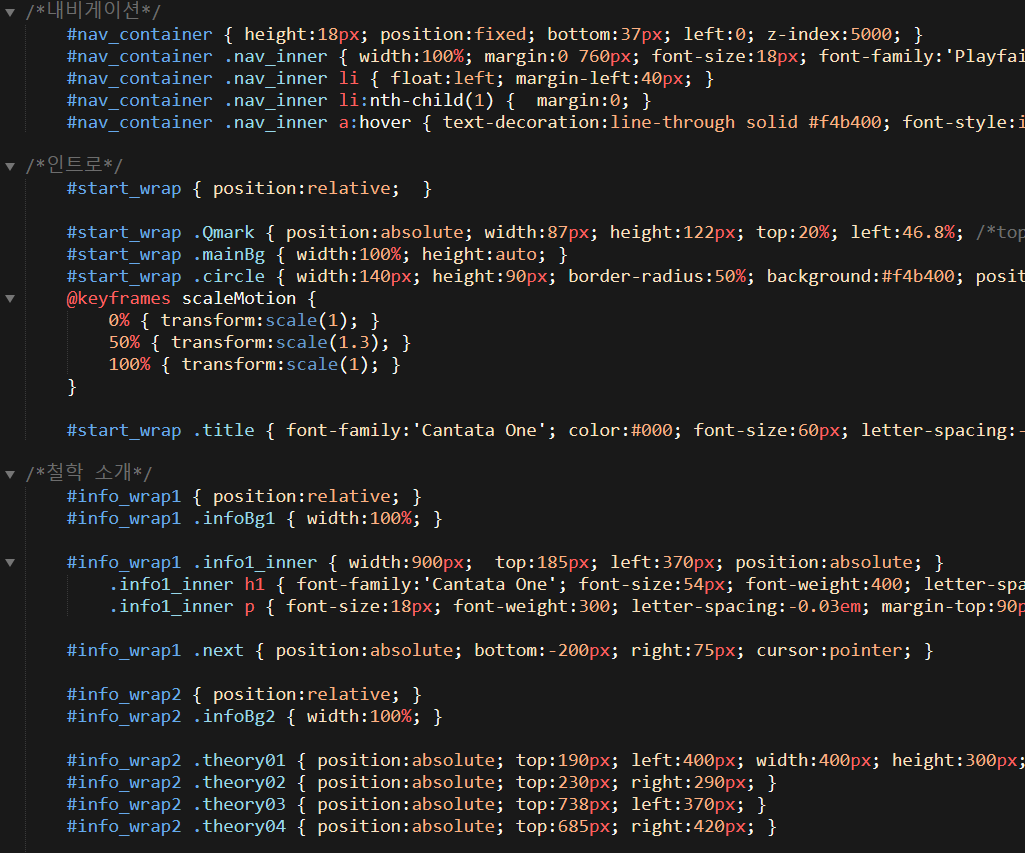 /*내비게이션*/
#nav_container { height:18px; position:fixed; bottom:37px; left:0; z-index:5000; }
#nav_container .nav_inner { width:100%; margin:0 760px; font-size:18px; font-family:'Playfai
#nav_container .nav_inner li { float:left; margin-left:40px; }
#nav_container .nav_inner li:nth-child(1) {  margin:0; }
#nav_container .nav_inner a:hover { text-decoration:line-through solid #f4b400; font-style:i
/*인트로*/
#start_wrap { position:relative;  }
#start_wrap .Qmark { position:absolute; width:87px; height:122px; top:20%; left:46.8%; /*top
#start_wrap .mainBg { width:100%; height:auto; }
#start_wrap .circle { width:140px; height:90px; border-radius:50%; background:#f4b400; posit
@keyframes scaleMotion {
0% { transform:scale(1); }
50% { transform:scale(1.3); }
100% { transform:scale(1); }
}
#start_wrap .title { font-family:'Cantata One'; color:#000; font-size:60px; letter-spacing:-
/*철학 소개*/
#info_wrap1 { position:relative; }
#info_wrap1 .infoBg1 { width:100%; }
#info_wrap1 .info1_inner { width:900px;  top:185px; left:370px; position:absolute; }
.info1_inner h1 { font-family:'Cantata One'; font-size:54px; font-weight:400; letter-spa
.info1_inner p { font-size:18px; font-weight:300; letter-spacing:-0.03em; margin-top:90p
#info_wrap1 .next { position:absolute; bottom:-200px; right:75px; cursor:pointer; }
#info_wrap2 { position:relative; }
#info_wrap2 .infoBg2 { width:100%; }
#info_wrap2 .theory01 { position:absolute; top:190px; left:400px; width:400px; height:300px;
#info_wrap2 .theory02 { position:absolute; top:230px; right:290px; }
#info_wrap2 .theory03 { position:absolute; top:738px; left:370px; }
#info_wrap2 .theory04 { position:absolute; top:685px; right:420px; }